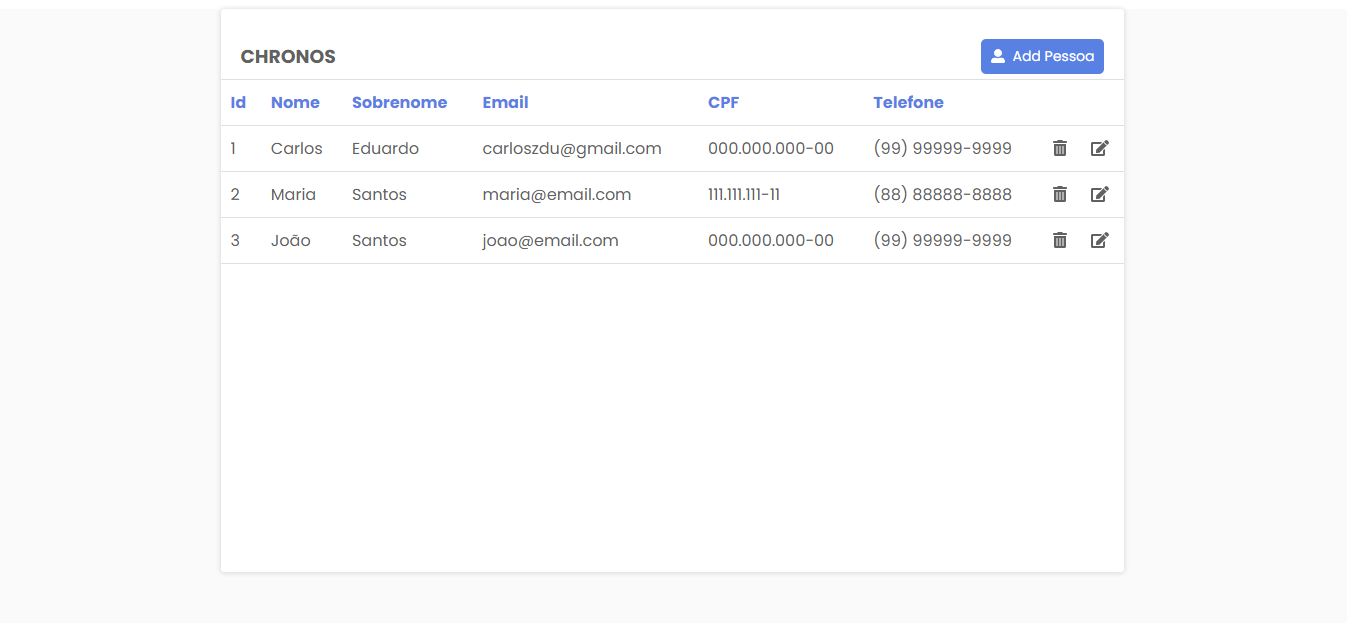 CHRONOS
Add Pessoa
Id Nome Sobrenome Email CPF Telefone
1 Carlos Eduardo carloszdu@gmail.com 000.000.000-00 (99) 99999-9999
2 Maria Santos maria@email.com 111.111.111-11 (88) 88888-8888
3 João Santos joao@email.com 000.000.000-00 (99) 99999-9999